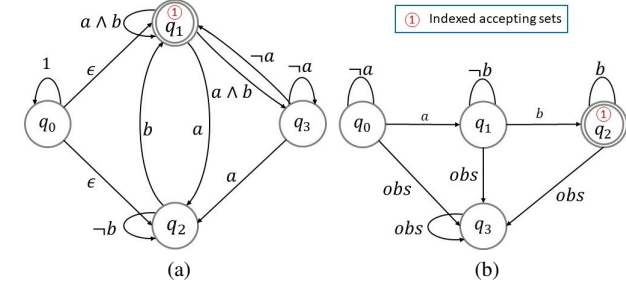 ① Indexed accepting sets
a ∧ b
①
q₁
1
ϵ
¬a
a ∧ b
¬a
q₀
b
a
q₃
ϵ
a
¬b
q₂
(a)
¬a
¬b
b
q₀
a
q₁
b
①
q₂
obs
obs
obs
obs
q₃
(b)